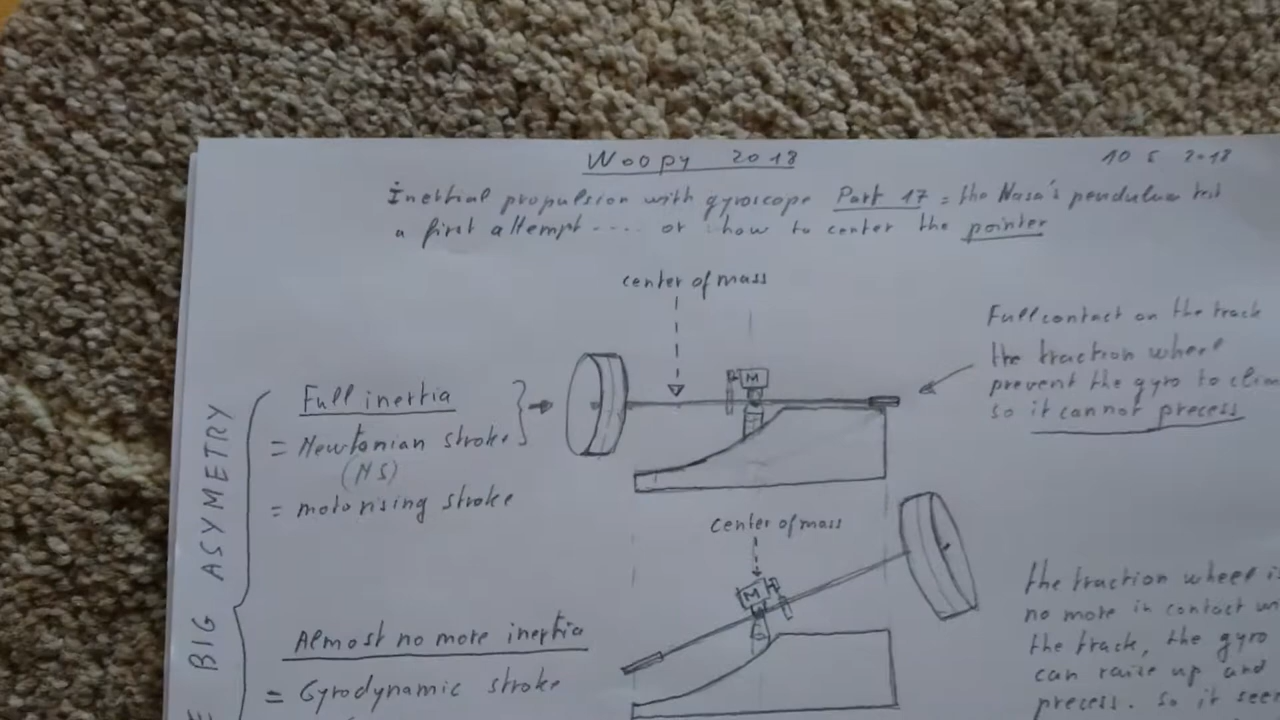 Woopy 2018
10 5 2018
Inertial propulsion with gyroscope Part 17 = the Nasa's pendulum test
a first attempt .... or how to center the pointer
center of mass
Full contact on the track
the traction wheel
prevent the gyro to
so it cannot precess
M
Full inertia
= Newtonian stroke
(NS)
= motorising stroke
BIG ASYMETRY
center of mass
M
the traction wheel
no more in contact
the track, the gyro
can raise up and
precess. So it
Almost no more inertia
= Gyrodynamic stroke